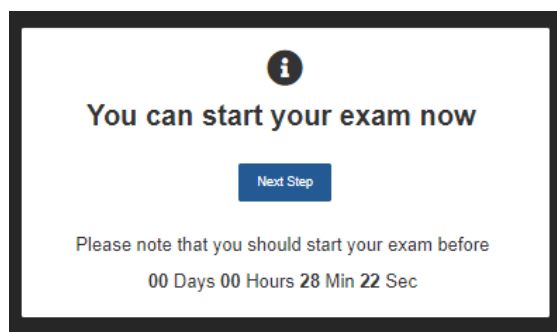 You can start your exam now
Next Step
Please note that you should start your exam before
00 Days 00 Hours 28 Min 22 Sec